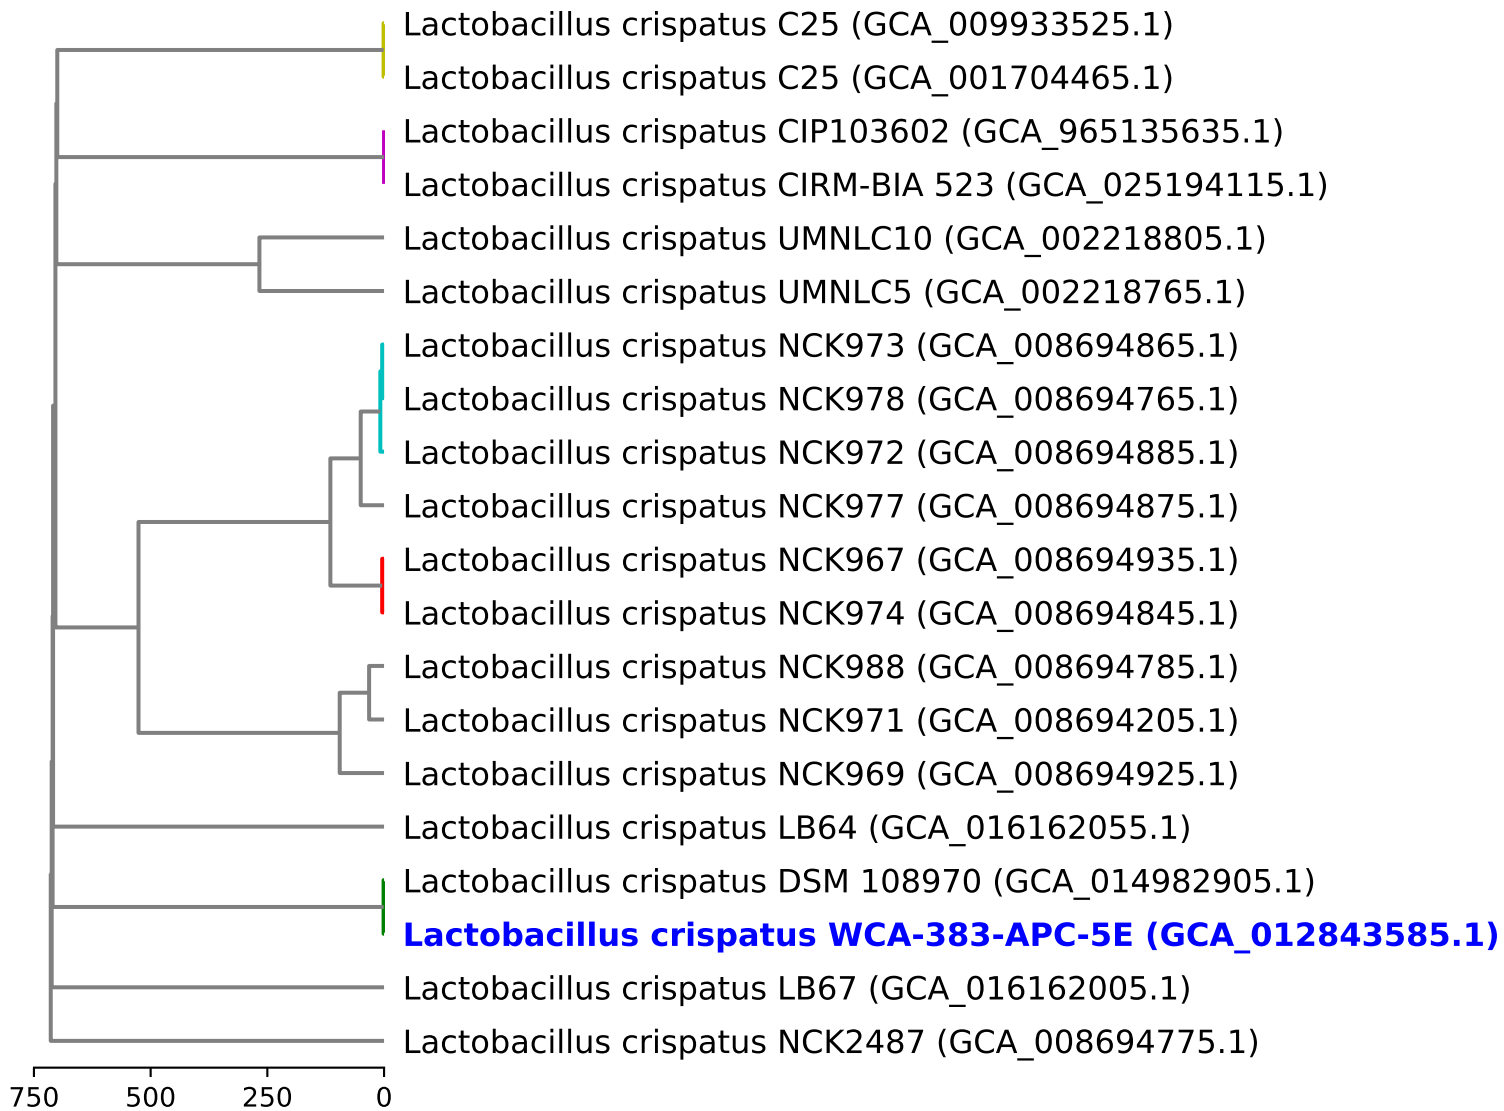 Lactobacillus crispatus C25 (GCA_009933525.1)
Lactobacillus crispatus C25 (GCA_001704465.1)
Lactobacillus crispatus CIP103602 (GCA_965135635.1)
Lactobacillus crispatus CIRM-BIA 523 (GCA_025194115.1)
Lactobacillus crispatus UMNLC10 (GCA_002218805.1)
Lactobacillus crispatus UMNLC5 (GCA_002218765.1)
Lactobacillus crispatus NCK973 (GCA_008694865.1)
Lactobacillus crispatus NCK978 (GCA_008694765.1)
Lactobacillus crispatus NCK972 (GCA_008694885.1)
Lactobacillus crispatus NCK977 (GCA_008694875.1)
Lactobacillus crispatus NCK967 (GCA_008694935.1)
Lactobacillus crispatus NCK974 (GCA_008694845.1)
Lactobacillus crispatus NCK988 (GCA_008694785.1)
Lactobacillus crispatus NCK971 (GCA_008694205.1)
Lactobacillus crispatus NCK969 (GCA_008694925.1)
Lactobacillus crispatus LB64 (GCA_016162055.1)
Lactobacillus crispatus DSM 108970 (GCA_014982905.1)
Lactobacillus crispatus WCA-383-APC-5E (GCA_012843585.1)
Lactobacillus crispatus LB67 (GCA_016162005.1)
Lactobacillus crispatus NCK2487 (GCA_008694775.1)
750 500 250 0